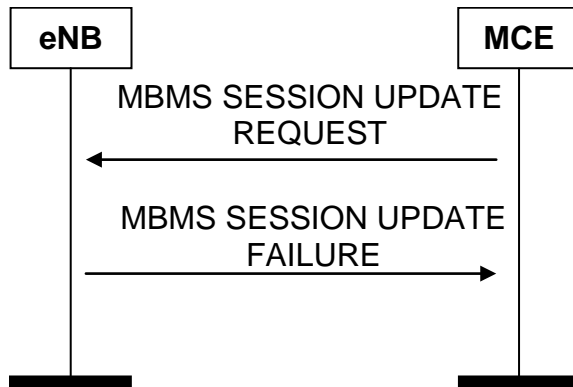 eNB
MCE
MBMS SESSION UPDATE
REQUEST
MBMS SESSION UPDATE
FAILURE